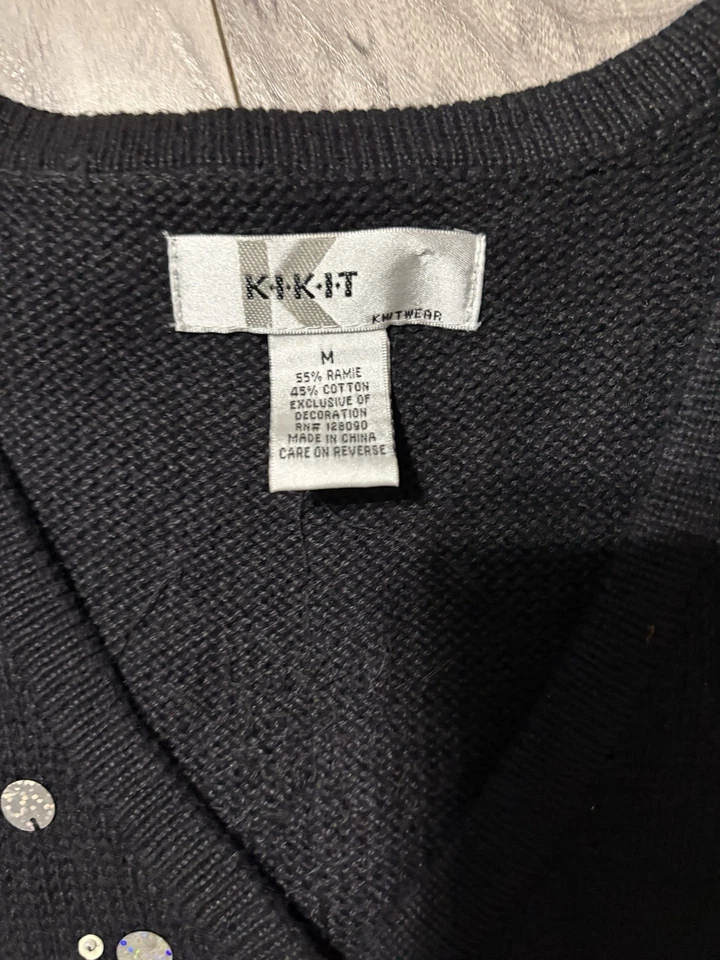 K·I·K·I·T
KNITWEAR
M
55% RAMIE
45% COTTON
EXCLUSIVE OF
DECORATION
RN# 128090
MADE IN CHINA
CARE ON REVERSE